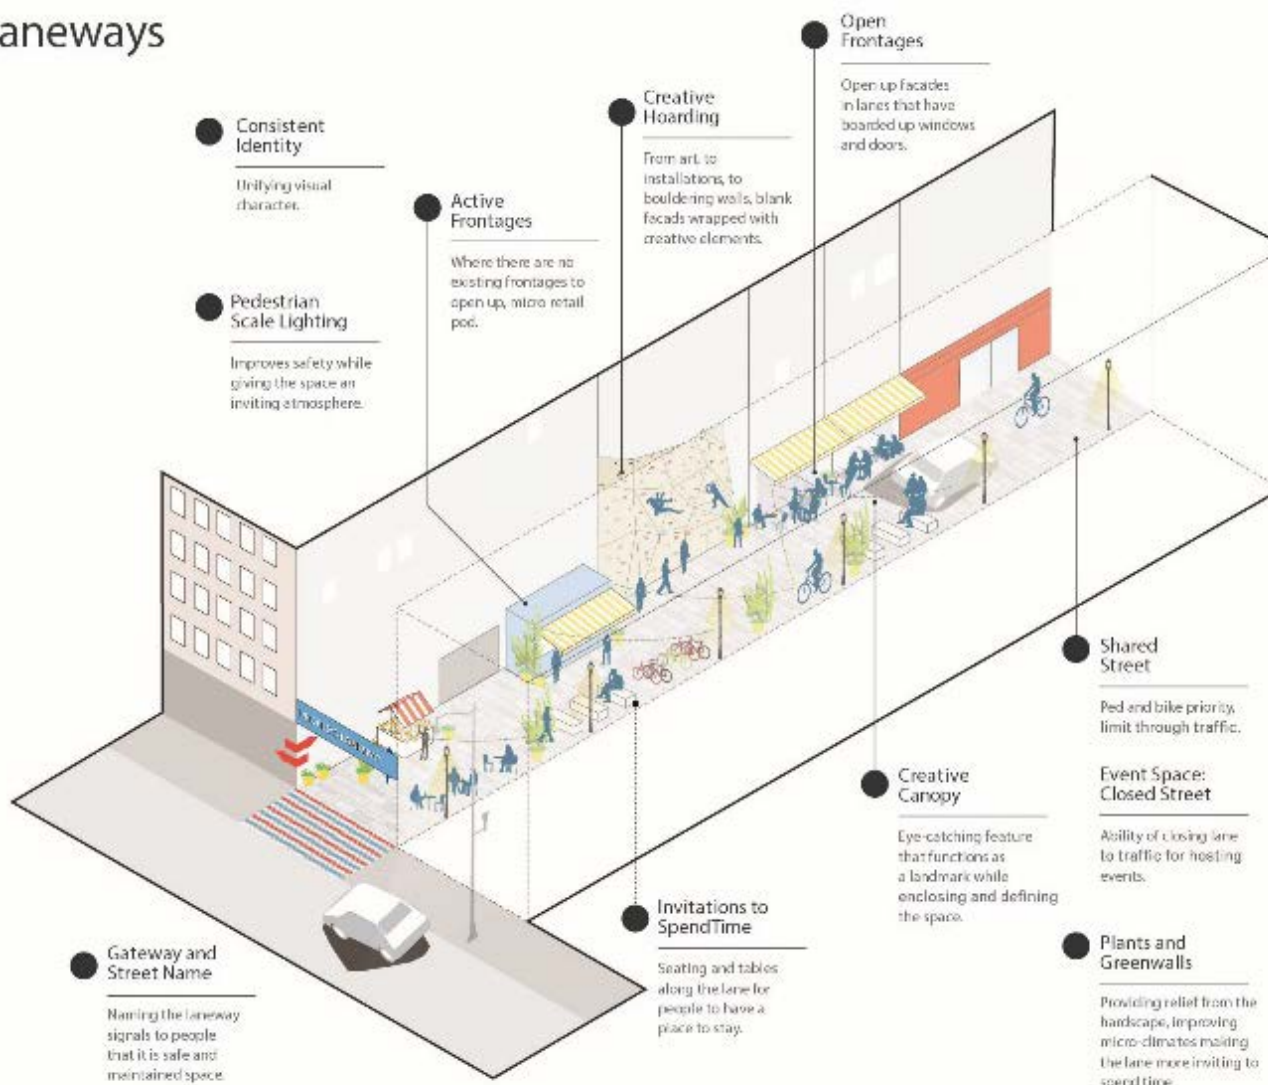 aneways
Open
Frontages
Open up facades
in lanes that have
boarded up windows
and doors.
Creative
Hoarding
From art, to
installations, to
bouldering walls, blank
facads wrapped with
creative elements.
Consistent
Identity
Unifying visual
character.
Active
Frontages
Where there are no
existing frontages to
open up, micro retail
pod.
Pedestrian
Scale Lighting
Improves safety while
giving the space an
inviting atmosphere.
Shared
Street
Ped and bike priority,
limit through traffic.
Event Space:
Closed Street
Ability of closing lane
to traffic for hosting
events.
Creative
Canopy
Eye-catching feature
that functions as
a landmark while
enclosing and defining
the space.
Invitations to
SpendTime
Seating and tables
along the lane for
people to have a
place to stay.
Gateway and
Street Name
Naming the laneway
signals to people
that it is safe and
maintained space.
Plants and
Greenwalls
Providing relief from the
hardscape, improving
micro-climates making
the lane more inviting to
spend time